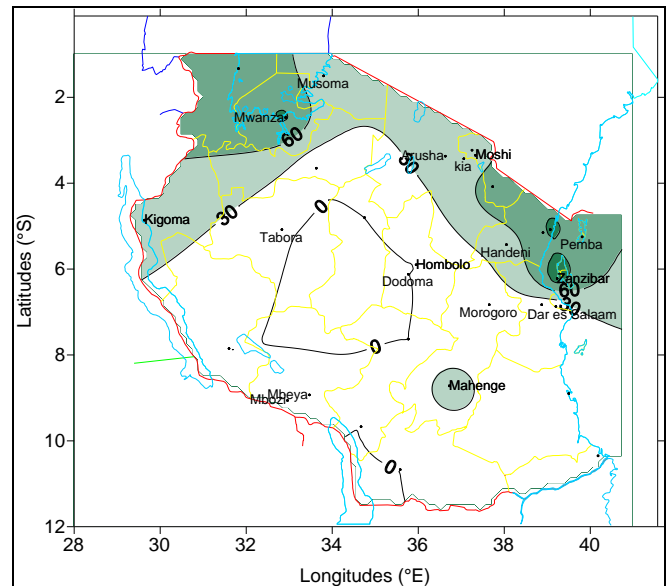 2
4
6
8
10
12
28
30
32
34
36
38
40
Latitudes (°S)
Longitudes (°E)
Musoma
Mwanza
60
Arusha
30
Moshi
kia
Kigoma
30
0
Tabora
Handeni
Pemba
Hombolo
Dodoma
Zanzibar
60
30
Morogoro
Dar es Salaam
0
Mahenge
Mbeya
Mbozi
0